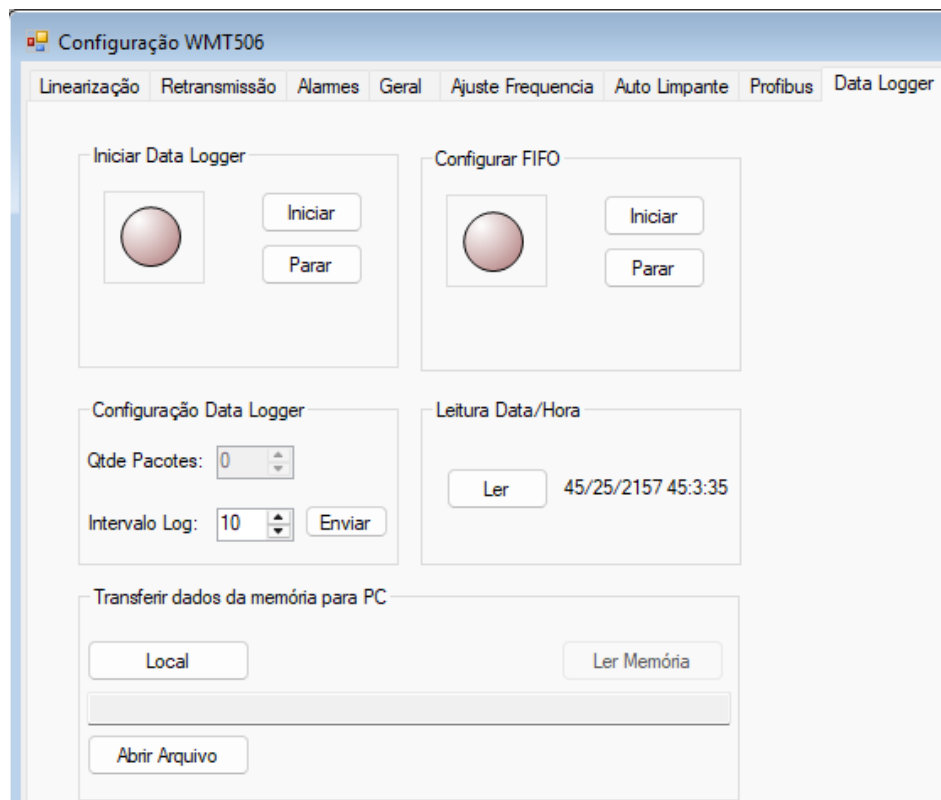 Configuração WMT506
Linearização Retransmissão Alarmes Geral Ajuste Frequencia Auto Limpante Profibus Data Logger
Iniciar Data Logger
Iniciar
Parar
Configurar FIFO
Iniciar
Parar
Configuração Data Logger
Qtde Pacotes: 0
Intervalo Log: 10 Enviar
Leitura Data/Hora
Ler 45/25/2157 45:3:35
Transferir dados da memória para PC
Local Ler Memória
Abrir Arquivo